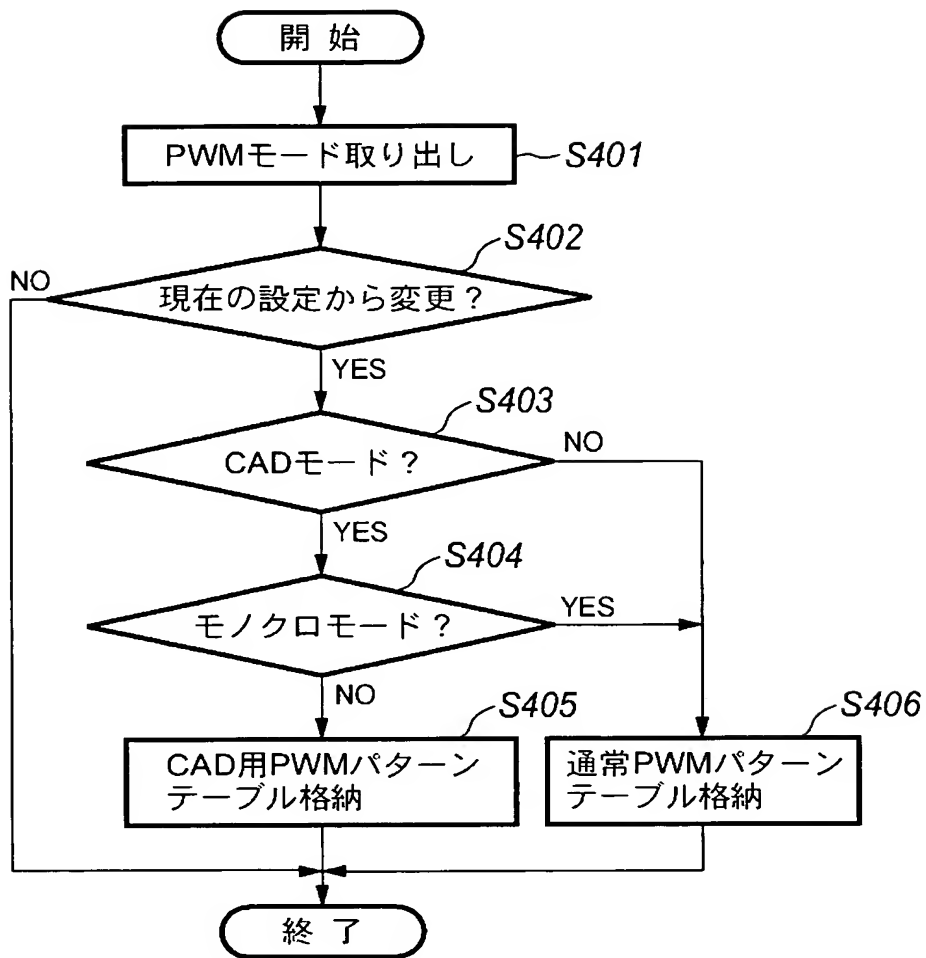 開 始
PWMモード取り出し
S401
S402
NO
現在の設定から変更？
YES
S403
NO
CADモード？
YES
S404
YES
モノクロモード？
NO
S405
CAD用PWMパターン
テーブル格納
S406
通常PWMパターン
テーブル格納
終 了